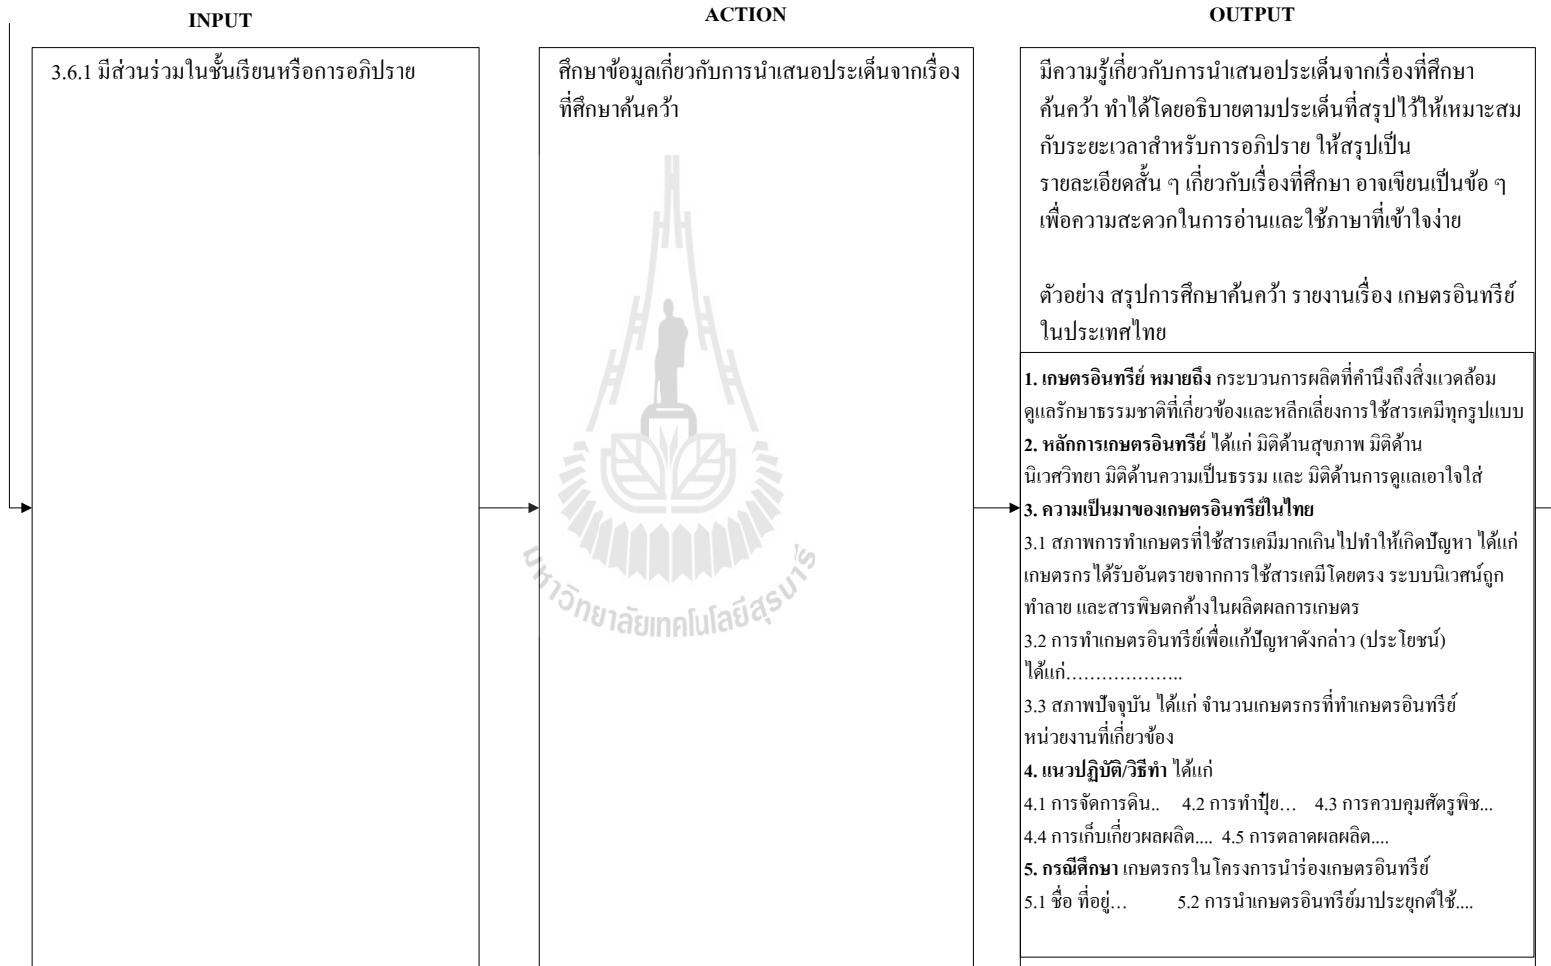 INPUT
ACTION
OUTPUT
3.6.1 มีส่วนร่วมในชั้นเรียนหรือการอภิปราย
ศึกษาข้อมูลเกี่ยวกับการนำเสนอประเด็นจากเรื่อง
ที่ศึกษาค้นคว้า
มีความรู้เกี่ยวกับการนำเสนอประเด็นจากเรื่องที่ศึกษา
ค้นคว้า ทำได้โดยอธิบายตามประเด็นที่สรุปไว้ให้เหมาะสม
กับระยะเวลาสำหรับการอภิปราย ให้สรุปเป็น
รายละเอียดสั้น ๆ เกี่ยวกับเรื่องที่ศึกษา อาจเขียนเป็นข้อ ๆ
เพื่อความสะดวกในการอ่านและใช้ภาษาที่เข้าใจง่าย
ตัวอย่าง สรุปการศึกษาค้นคว้า รายงานเรื่อง เกษตรอินทรีย์
ในประเทศไทย
1. เกษตรอินทรีย์ หมายถึง กระบวนการผลิตที่คำนึงถึงสิ่งแวดล้อม
ดูแลรักษาธรรมชาติที่เกี่ยวข้องและหลีกเลี่ยงการใช้สารเคมีทุกรูปแบบ
2. หลักการเกษตรอินทรีย์ ได้แก่ มิติด้านสุขภาพ มิติด้าน
นิเวศวิทยา มิติด้านความเป็นธรรม และ มิติด้านการดูแลเอาใจใส่
3. ความเป็นมาของเกษตรอินทรีย์ในไทย
3.1 สภาพการทำเกษตรที่ใช้สารเคมีมากเกินไปทำให้เกิดปัญหา ได้แก่
เกษตรกรได้รับอันตรายจากการใช้สารเคมีโดยตรง ระบบนิเวศน์ถูก
ทำลาย และสารพิษตกค้างในผลิตผลการเกษตร
3.2 การทำเกษตรอินทรีย์เพื่อแก้ปัญหาดังกล่าว (ประโยชน์)
ได้แก่………………..
3.3 สภาพปัจจุบัน ได้แก่ จำนวนเกษตรกรที่ทำเกษตรอินทรีย์
หน่วยงานที่เกี่ยวข้อง
4. แนวปฏิบัติ/วิธีทำ ได้แก่
4.1 การจัดการดิน.. 4.2 การทำปุ๋ย… 4.3 การควบคุมศัตรูพืช...
4.4 การเก็บเกี่ยวผลผลิต.... 4.5 การตลาดผลผลิต....
5. กรณีศึกษา เกษตรกรในโครงการนำร่องเกษตรอินทรีย์
5.1 ชื่อ ที่อยู่… 5.2 การนำเกษตรอินทรีย์มาประยุกต์ใช้....
มหาวิทยาลัยเทคโนโลยีสุรนารี